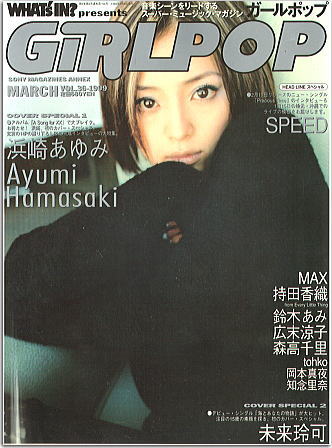 WHAT's IN? presents
音楽シーンをリードする
スーパー・ミュージック・マガジン
ガールポップ
GiRLPOP
SONY MAGAZINES ANNEX
MARCH VOL.36-1999
HEAD LINE スペシャル
SPEED
COVER SPECIAL 1
浜崎あゆみ
Ayumi
Hamasaki
MAX
持田香織
from Every Little Thing
鈴木あみ
広末涼子
森高千里
tohko
岡本真夜
知念里奈
COVER SPECIAL 2
未来玲可